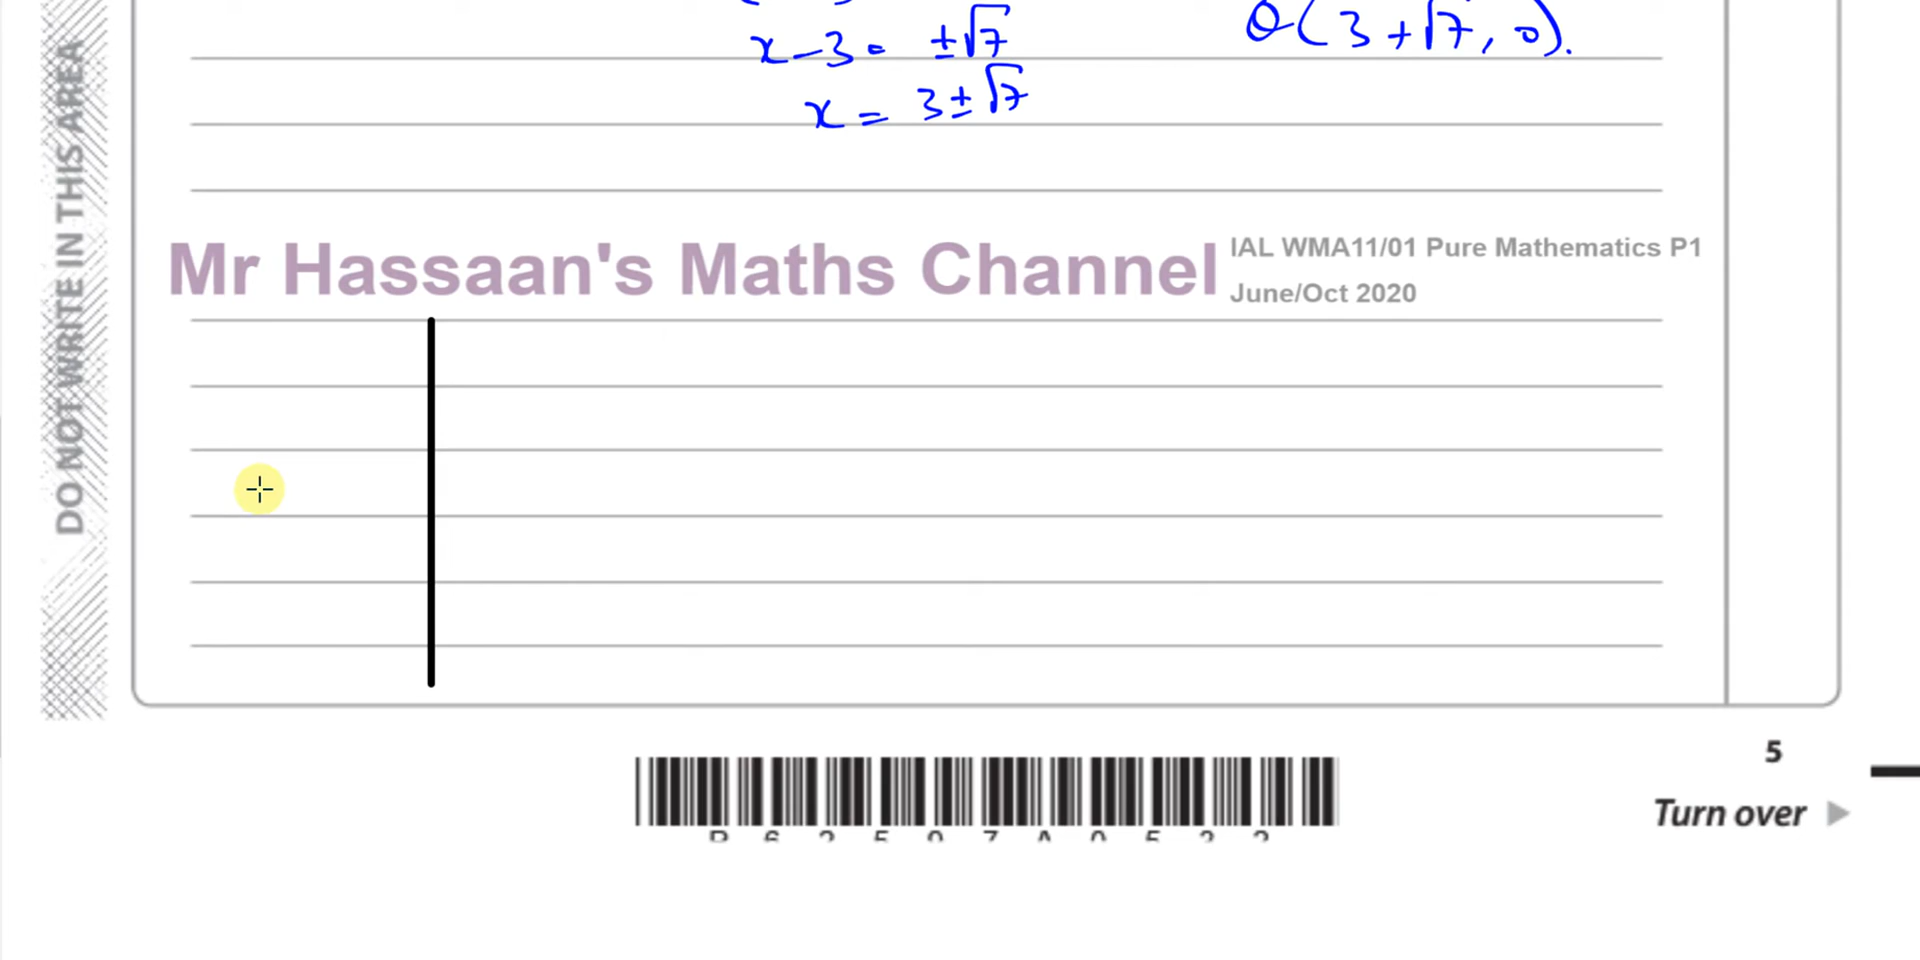 x - 3 = ±√7
Q(3 + √7, 0).
x = 3 ± √7
Mr Hassaan's Maths Channel
IAL WMA11/01 Pure Mathematics P1
June/Oct 2020
DO NOT WRITE IN THIS AREA
5
Turn over